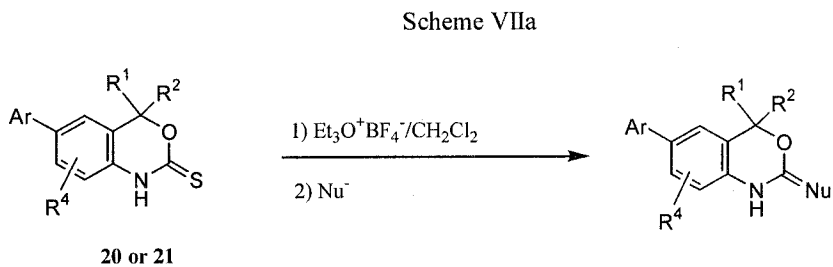 Scheme VIIa
R¹ R²
Ar
O
N
H
S
R⁴
20 or 21
1) Et₃O⁺BF₄⁻/CH₂Cl₂
2) Nu⁻
R¹ R²
Ar
O
N
H
Nu
R⁴